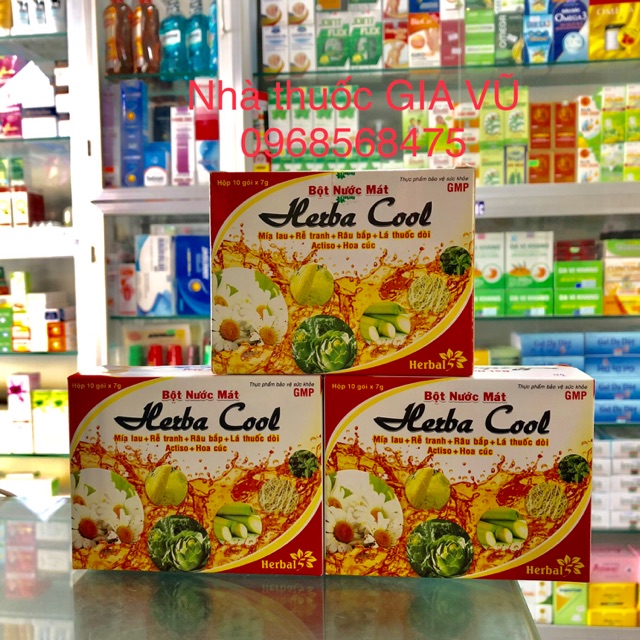 Nhà thuốc GIA VŨ
0968568475
Hộp 10 gói x 7g
Thực phẩm bảo vệ sức khỏe
GMP
Bột Nước Mát
Herba Cool
Mía lau + Rễ tranh + Râu bắp + Lá thuốc dòi
Actiso + Hoa cúc
Herbal
Hộp 10 gói x 7g
Thực phẩm bảo vệ sức khỏe
GMP
Bột Nước Mát
Herba Cool
Mía lau + Rễ tranh + Râu bắp + Lá thuốc dòi
Actiso + Hoa cúc
Herbal
Hộp 10 gói x 7g
Thực phẩm bảo vệ sức khỏe
GMP
Bột Nước Mát
Herba Cool
Mía lau + Rễ tranh + Râu bắp + Lá thuốc dòi
Actiso + Hoa cúc
Herbal